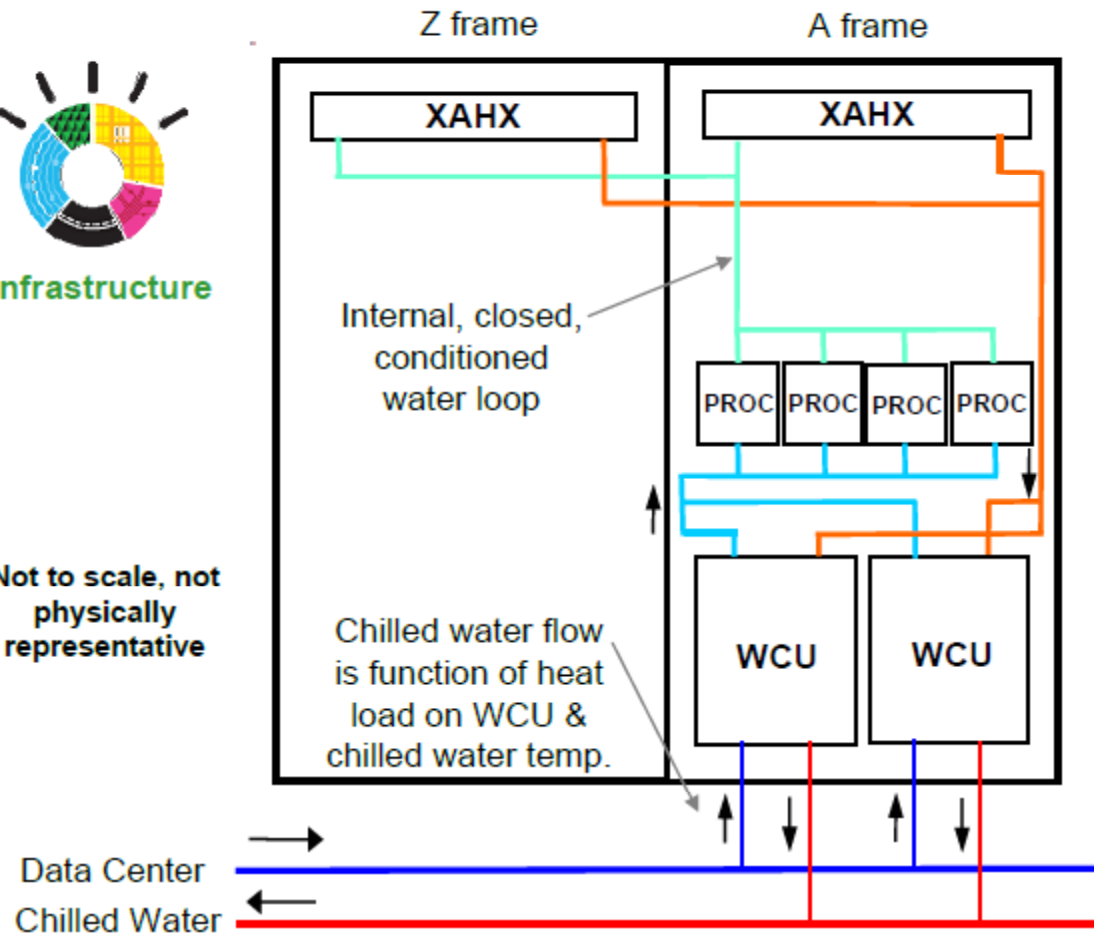 Z frame
A frame
XAHX
XAHX
nfrastructure
Internal, closed,
conditioned
water loop
PROC
PROC
PROC
PROC
Not to scale, not
physically
representative
Chilled water flow
is function of heat
load on WCU &
chilled water temp.
WCU
WCU
Data Center
Chilled Water